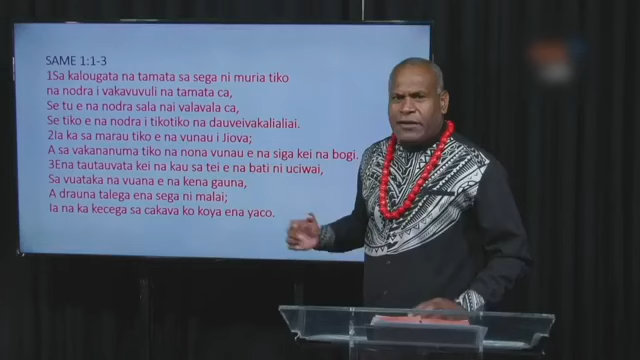 SAME 1:1-3
1Sa kalougata na tamata sa sega ni muria tiko
na nodra i vakavuvuli na tamata ca,
Se tu e na nodra sala nai valavala ca,
Se tiko e na nodra i tikotiko na dauveivakalialiai.
2Ia ka sa marau tiko e na vunau i Jiova;
A sa vakananuma tiko na nona vunau e na siga kei na bogi.
3Ena tautauvata kei na kau sa tei e na bati ni uciwai,
Sa vuataka na vuana e na kena gauna,
A drauna talega ena sega ni malai;
Ia na ka kecega sa cakava ko koya ena yaco.